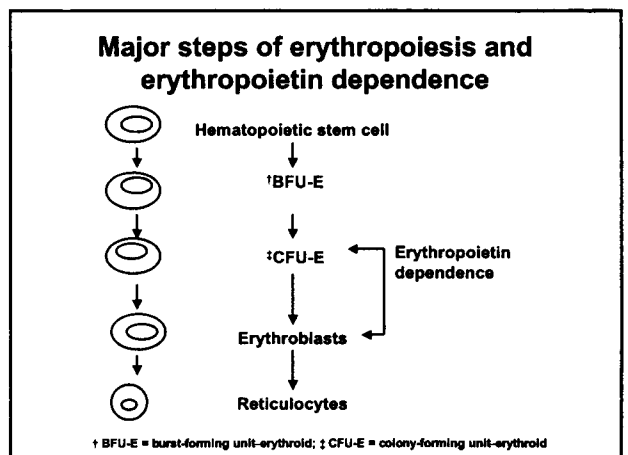 Major steps of erythropoiesis and
erythropoietin dependence
Hematopoietic stem cell
†BFU-E
‡CFU-E
Erythropoietin
dependence
Erythroblasts
Reticulocytes
† BFU-E = burst-forming unit-erythroid; ‡ CFU-E = colony-forming unit-erythroid